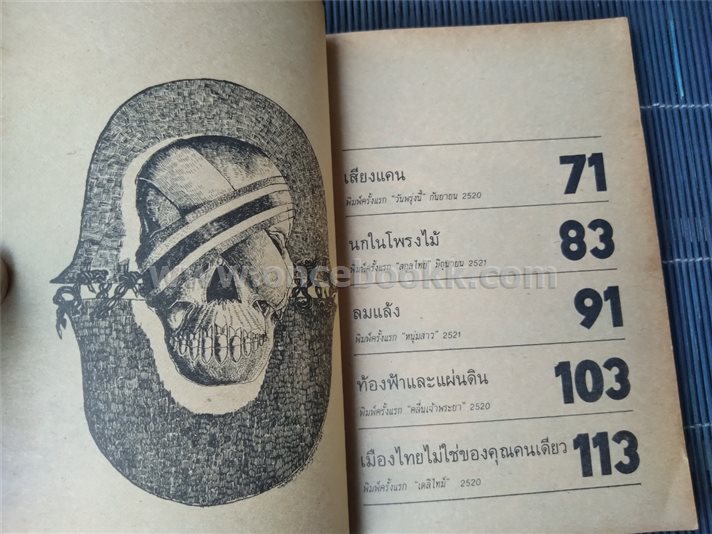 เสียงแคน 71
พิมพ์ครั้งแรก "วันพรุ่งนี้" กันยายน 2520
นกในโพรงไม้ 83
พิมพ์ครั้งแรก "สกุลไทย" มิถุนายน 2521
ลมแล้ง 91
พิมพ์ครั้งแรก "หนุ่มสาว" 2521
ท้องฟ้าและแผ่นดิน 103
พิมพ์ครั้งแรก "คลื่นเจ้าพระยา" 2520
เมืองไทยไม่ใช่ของคุณคนเดียว 113
พิมพ์ครั้งแรก "เดลิไทม์" 2520
www.oncebookk.com